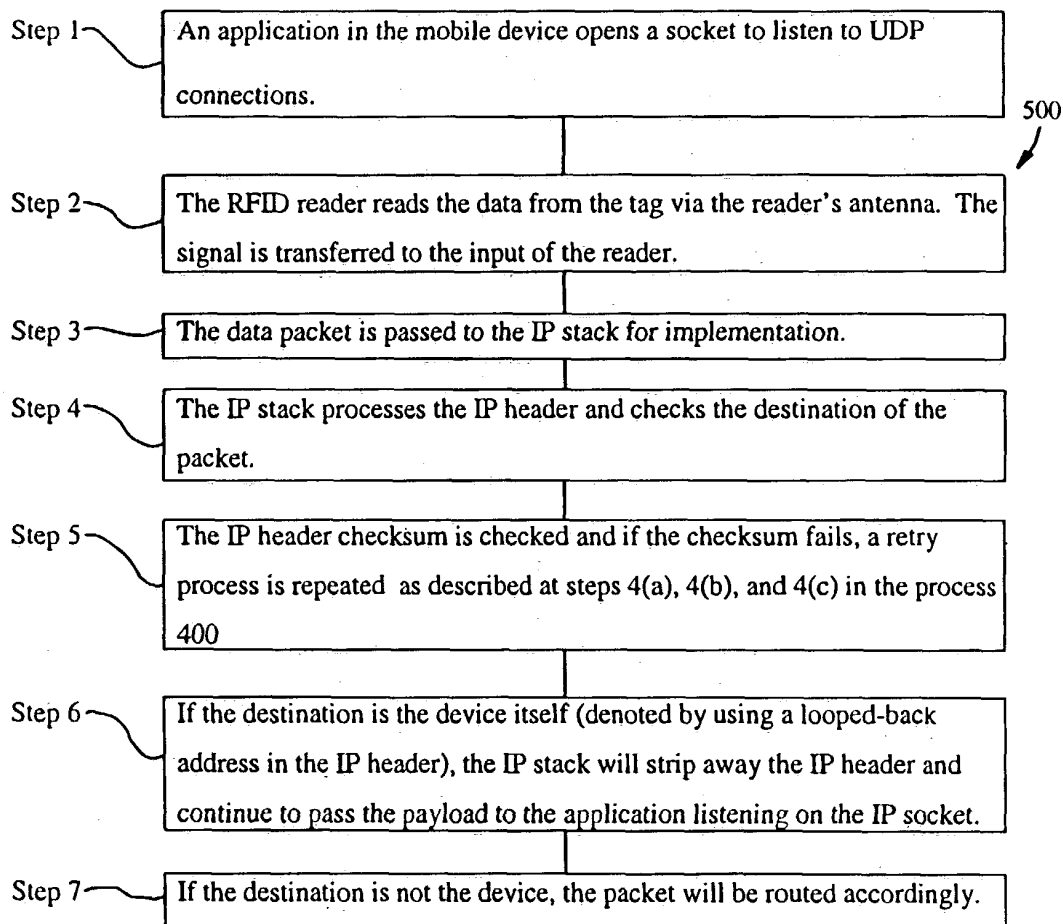 Step 1
An application in the mobile device opens a socket to listen to UDP
connections.
500
Step 2
The RFID reader reads the data from the tag via the reader's antenna. The
signal is transferred to the input of the reader.
Step 3
The data packet is passed to the IP stack for implementation.
Step 4
The IP stack processes the IP header and checks the destination of the
packet.
Step 5
The IP header checksum is checked and if the checksum fails, a retry
process is repeated as described at steps 4(a), 4(b), and 4(c) in the process
400
Step 6
If the destination is the device itself (denoted by using a looped-back
address in the IP header), the IP stack will strip away the IP header and
continue to pass the payload to the application listening on the IP socket.
Step 7
If the destination is not the device, the packet will be routed accordingly.